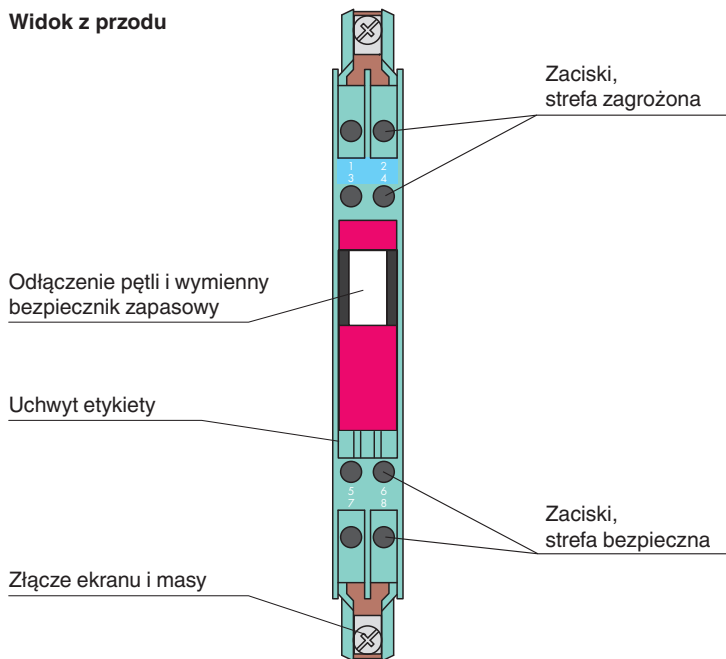 Widok z przodu
Zaciski,
strefa zagrożona
1 2
3 4
Odłączenie pętli i wymienny
bezpiecznik zapasowy
Uchwyt etykiety
5 6
7 8
Zaciski,
strefa bezpieczna
Złącze ekranu i masy